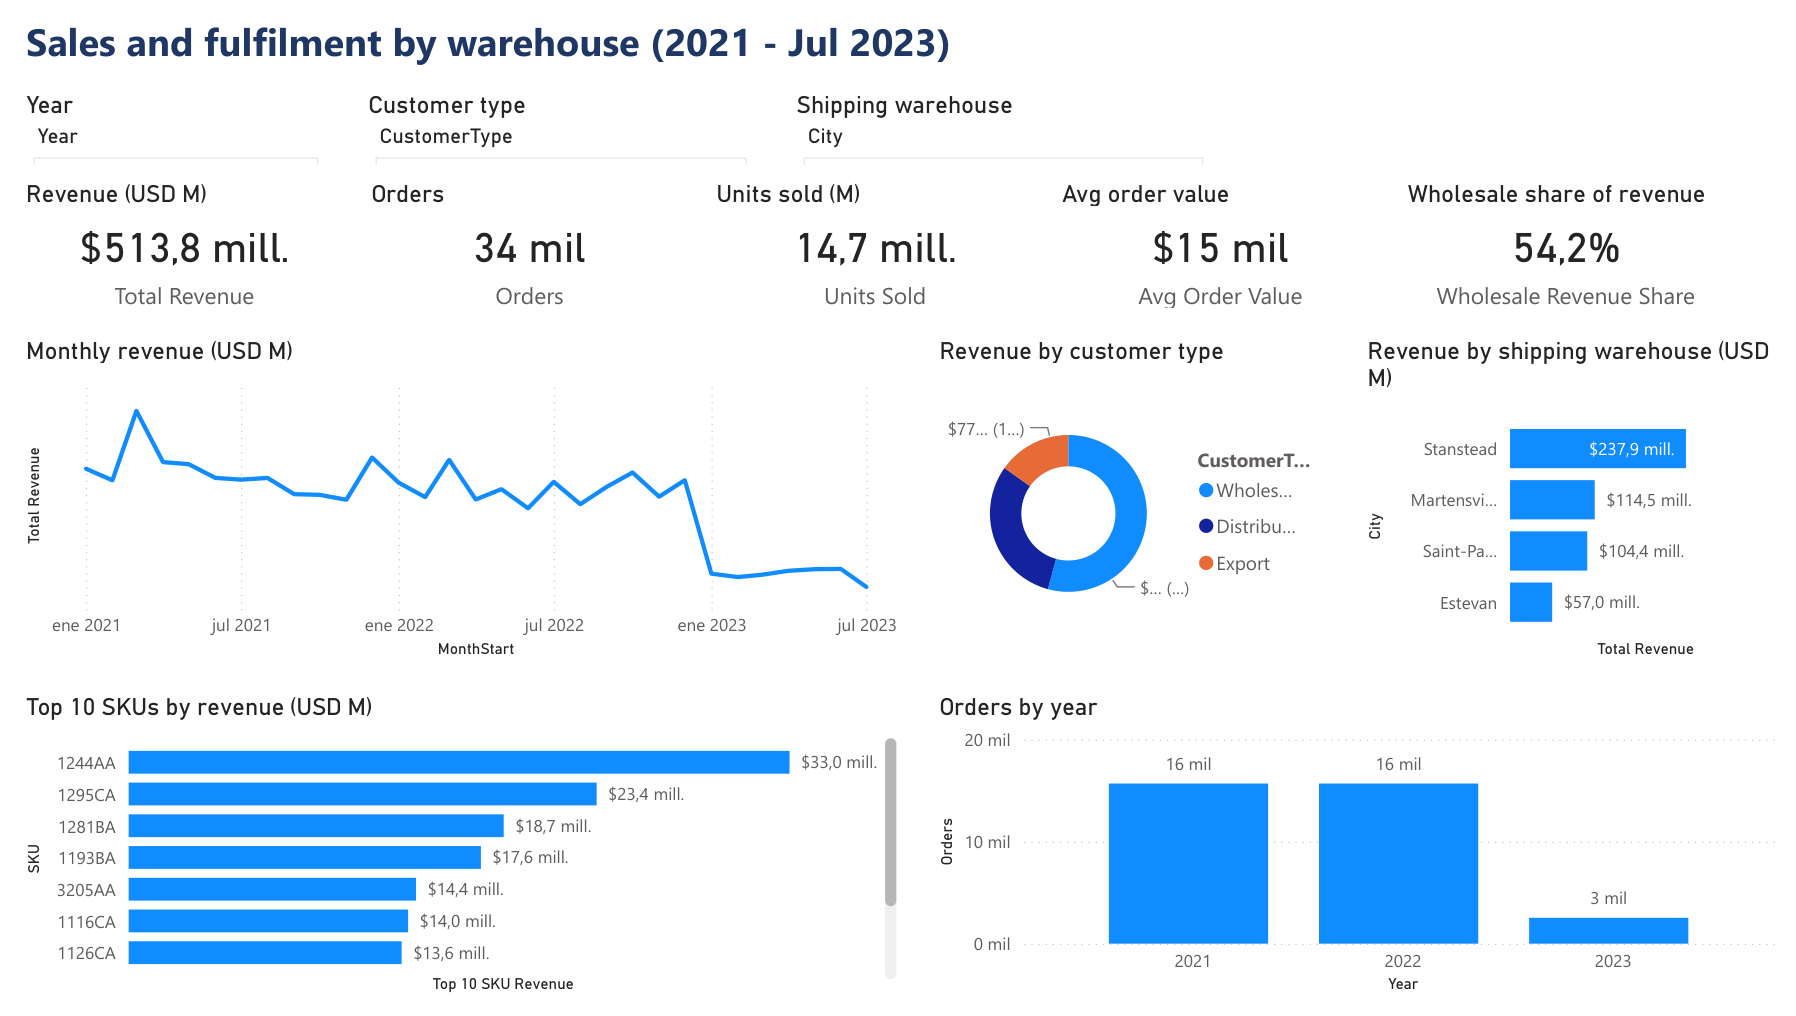 Sales and fulfilment by warehouse (2021 - Jul 2023)
Year
Customer type
Shipping warehouse
Year
CustomerType
City
Revenue (USD M)
Orders
Units sold (M)
Avg order value
Wholesale share of revenue
$513,8 mill.
34 mil
14,7 mill.
$15 mil
54,2%
Total Revenue
Orders
Units Sold
Avg Order Value
Wholesale Revenue Share
Monthly revenue (USD M)
Total Revenue
ene 2021
jul 2021
ene 2022
jul 2022
ene 2023
jul 2023
MonthStart
Revenue by customer type
$77... (1...)
$... (...)
CustomerT...
Wholes...
Distribu...
Export
Revenue by shipping warehouse (USD
M)
City
Stanstead
$237,9 mill.
Martensvi...
$114,5 mill.
Saint-Pa...
$104,4 mill.
Estevan
$57,0 mill.
Total Revenue
Top 10 SKUs by revenue (USD M)
SKU
1244AA
$33,0 mill.
1295CA
$23,4 mill.
1281BA
$18,7 mill.
1193BA
$17,6 mill.
3205AA
$14,4 mill.
1116CA
$14,0 mill.
1126CA
$13,6 mill.
Top 10 SKU Revenue
Orders by year
Orders
20 mil
10 mil
0 mil
16 mil
16 mil
3 mil
2021
2022
2023
Year